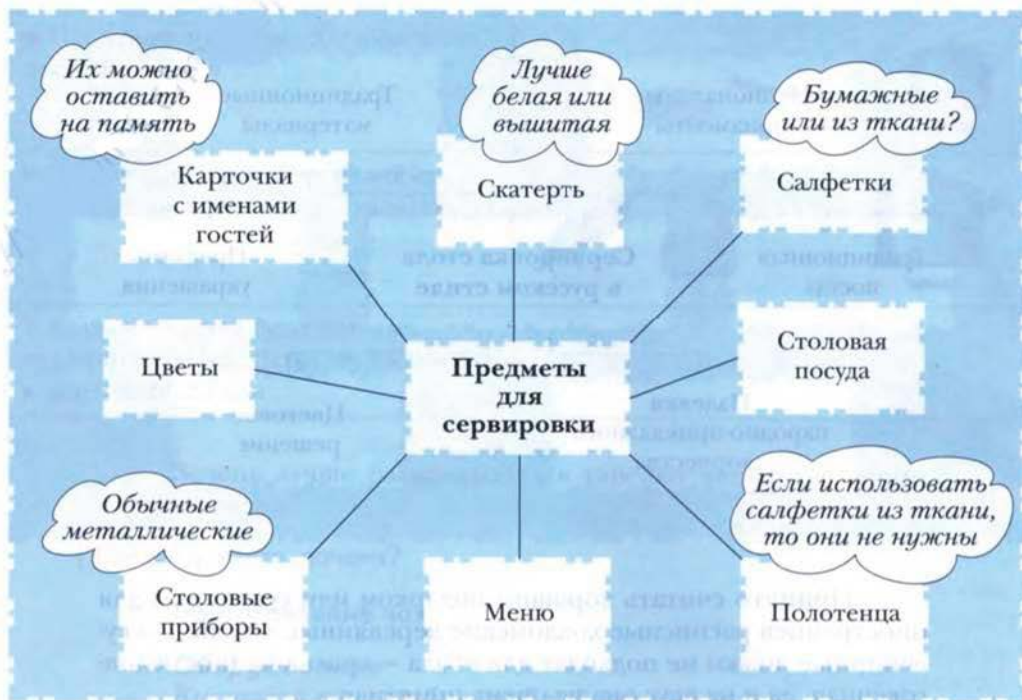 Их можно
оставить
на память
Карточки
с именами
гостей
Лучше
белая или
вышитая
Скатерть
Бумажные
или из ткани?
Салфетки
Цветы
Предметы
для
сервировки
Столовая
посуда
Обычные
металлические
Столовые
приборы
Меню
Если использовать
салфетки из ткани,
то они не нужны
Полотенца